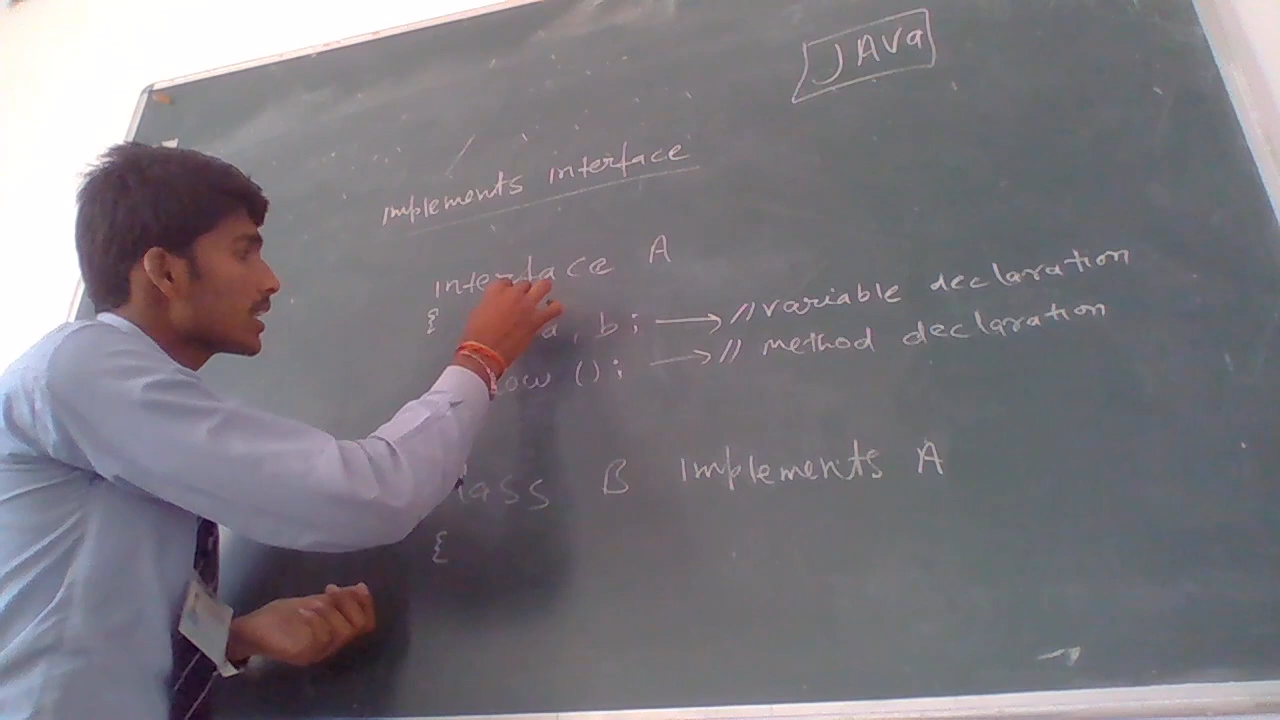 JAVA
implements interface
interface A
{ a, b; → //variable declaration
(); → // method declaration
B implements A
{